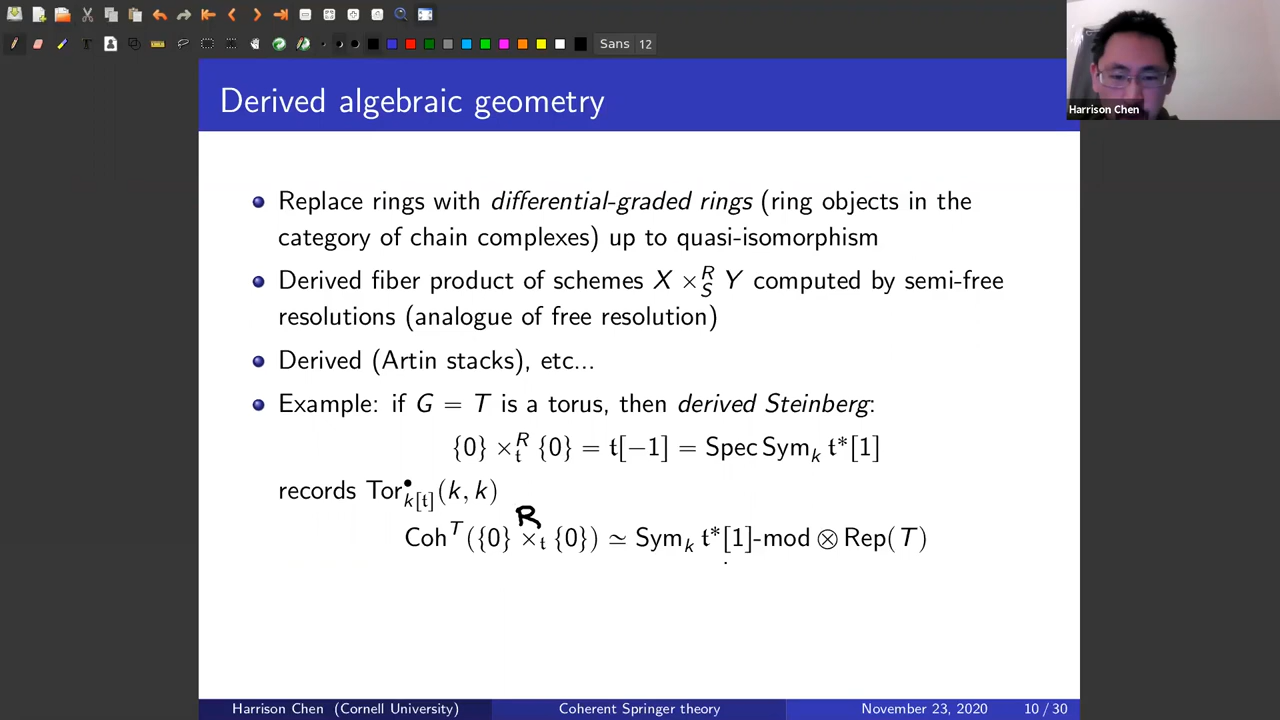 Sans 12
Harrison Chen
Derived algebraic geometry
Replace rings with differential-graded rings (ring objects in the
category of chain complexes) up to quasi-isomorphism
Derived fiber product of schemes X ×ᴿ_S Y computed by semi-free
resolutions (analogue of free resolution)
Derived (Artin stacks), etc...
Example: if G = T is a torus, then derived Steinberg:
{0} ×ᴿ_𝔱 {0} = 𝔱[−1] = Spec Sym_k 𝔱*[1]
records Tor^•_{k[𝔱]}(k, k)
R
Coh^T({0} ×_𝔱 {0}) ≃ Sym_k 𝔱*[1]-mod ⊗ Rep(T)
Harrison Chen (Cornell University) Coherent Springer theory November 23, 2020 10 / 30